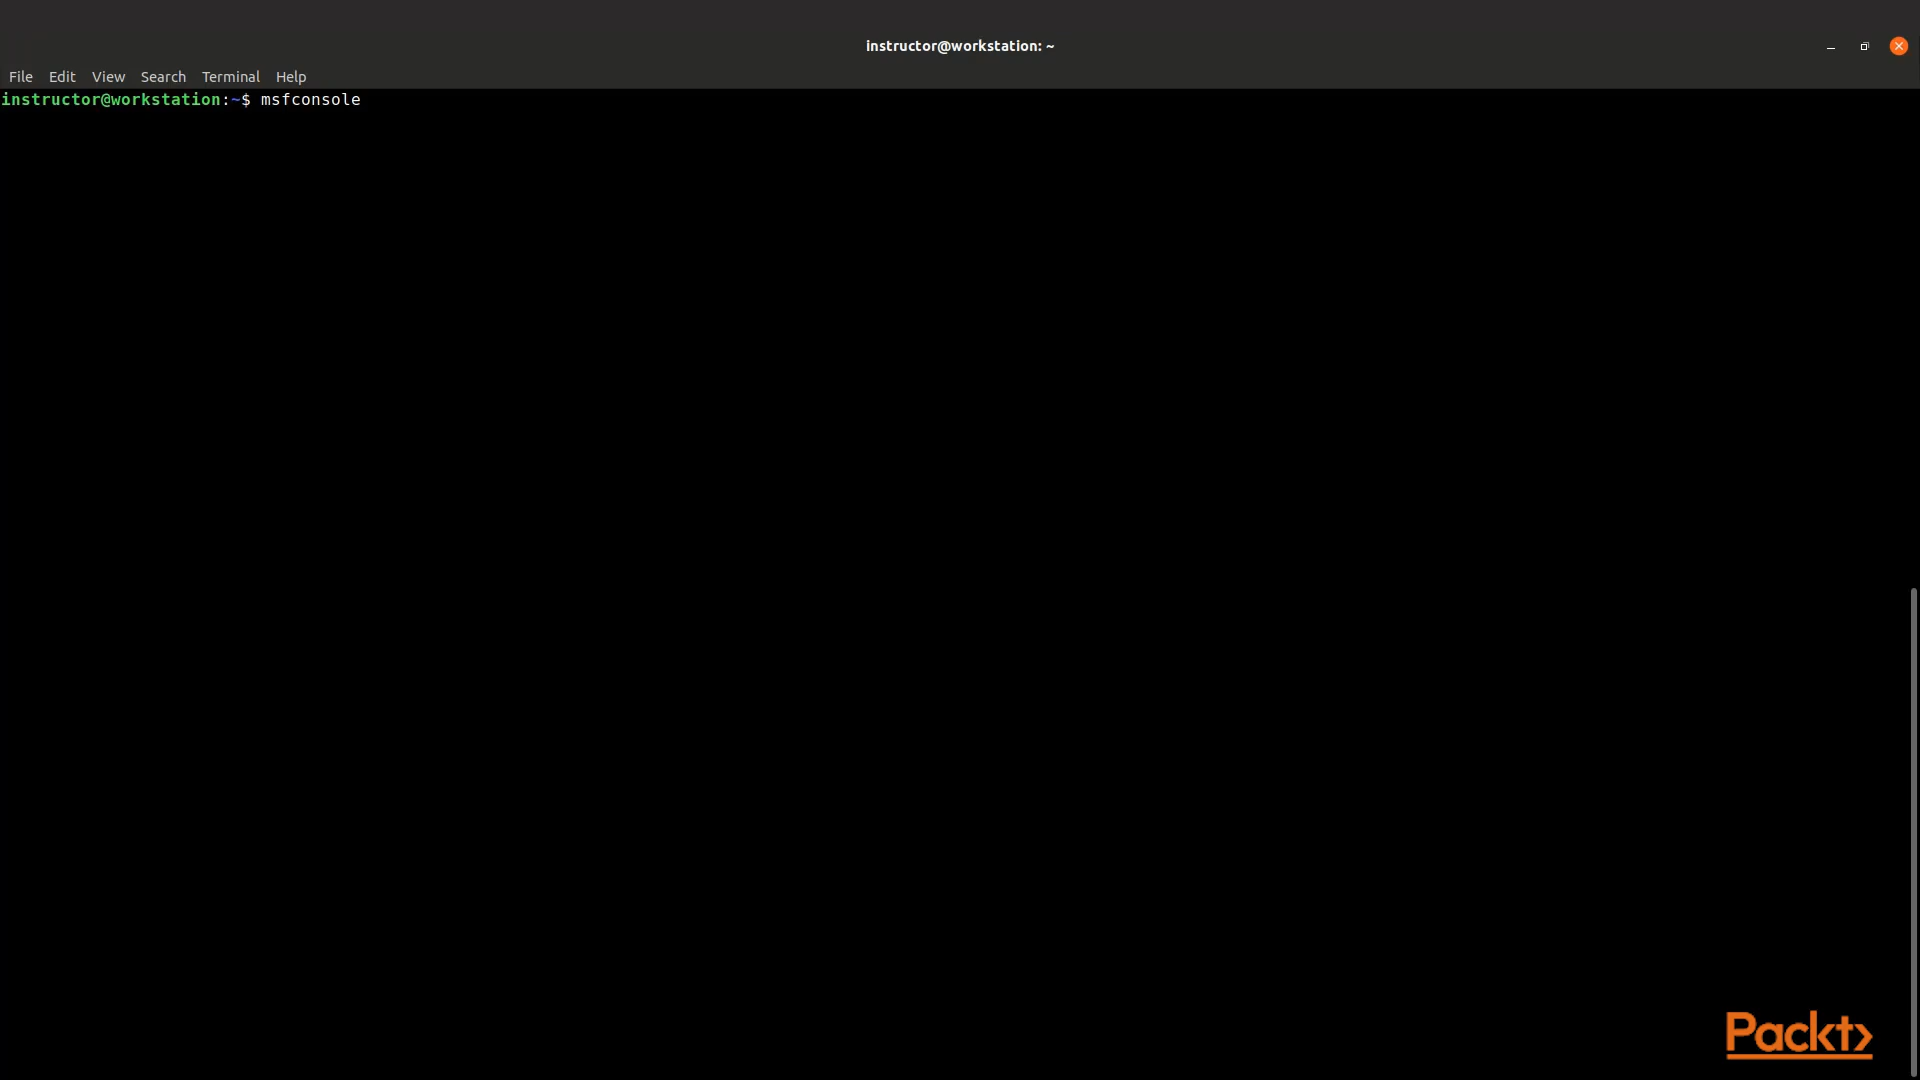 instructor@workstation: ~
File Edit View Search Terminal Help
instructor@workstation:~$ msfconsole
Packt>